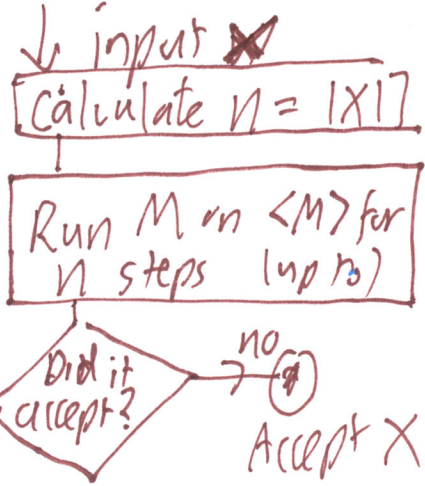 input X
Calculate n = |X|
Run M on <M> for
n steps (up to)
Did it
accept?
no
Accept X